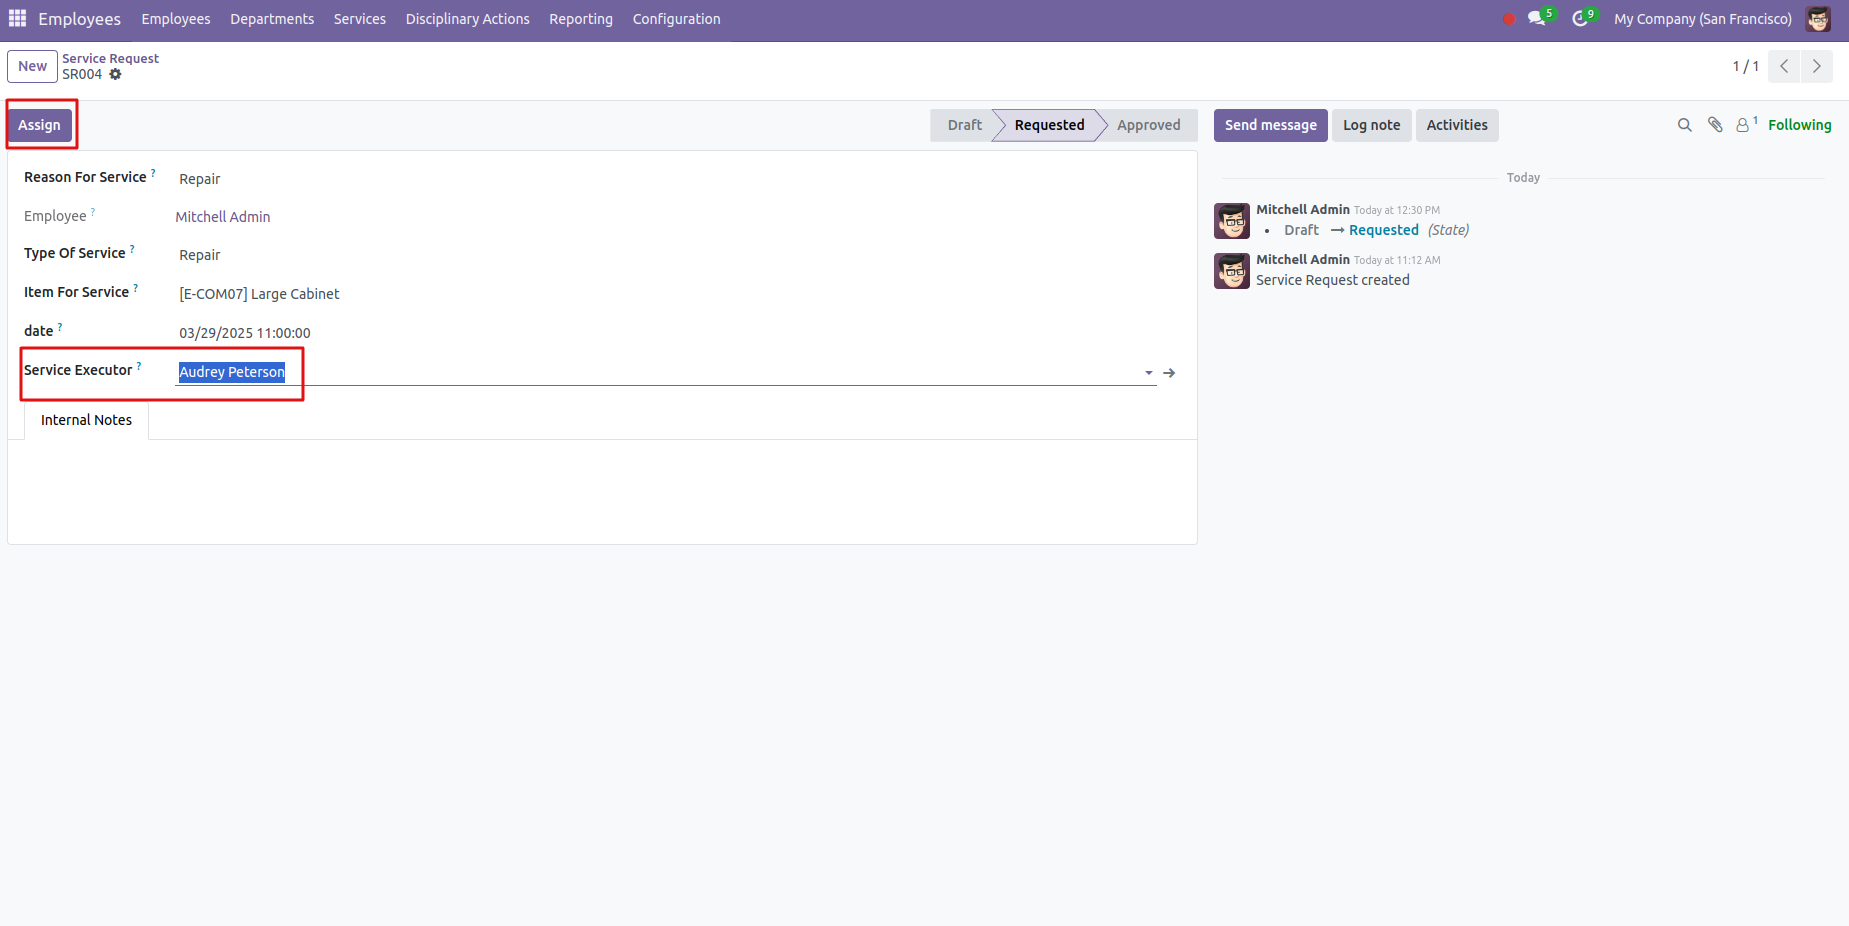 Employees Employees Departments Services Disciplinary Actions Reporting Configuration 5 9 My Company (San Francisco)
New Service Request
SR004 1 / 1
Assign Draft Requested Approved Send message Log note Activities 1 Following
Reason For Service ? Repair
Employee ? Mitchell Admin
Type Of Service ? Repair
Item For Service ? [E-COM07] Large Cabinet
date ? 03/29/2025 11:00:00
Service Executor ? Audrey Peterson
Internal Notes
Today
Mitchell Admin Today at 12:30 PM
• Draft → Requested (State)
Mitchell Admin Today at 11:12 AM
Service Request created